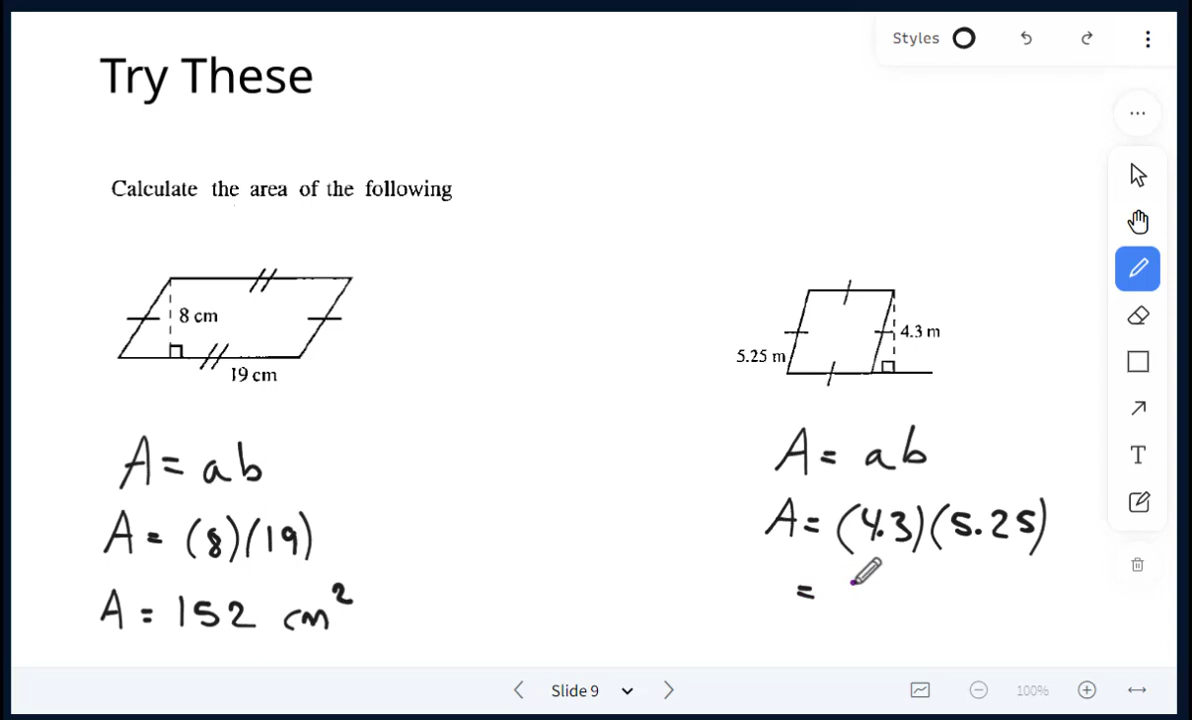 Styles
Try These
Calculate the area of the following
8 cm
19 cm
A = ab
A = (8)(19)
A = 152 cm²
4.3 m
5.25 m
A = ab
A = (4.3)(5.25)
=
T
Slide 9
100%